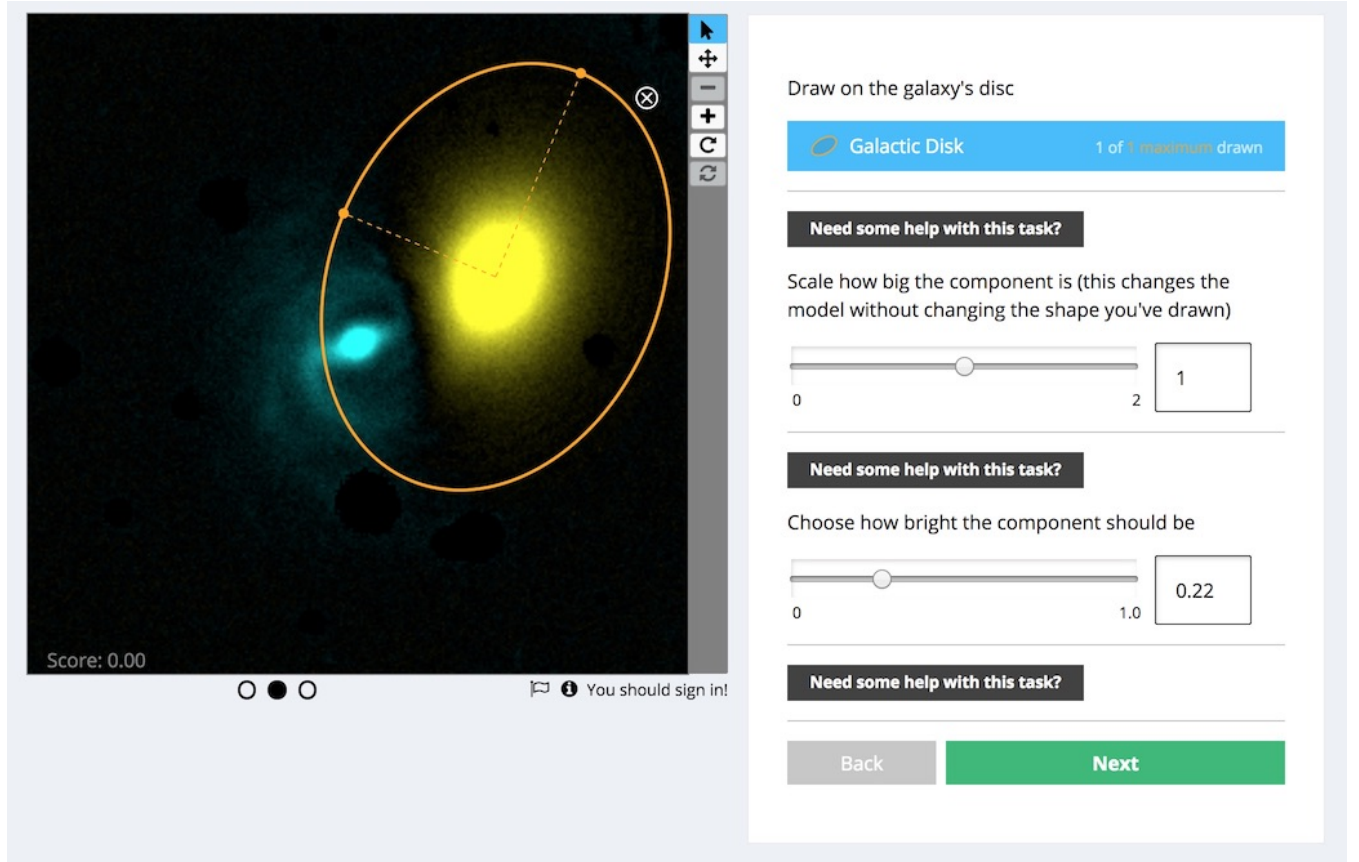 Draw on the galaxy's disc
Galactic Disk
1 of 1 maximum drawn
Need some help with this task?
Scale how big the component is (this changes the
model without changing the shape you've drawn)
1
0
2
Need some help with this task?
Choose how bright the component should be
0.22
0
1.0
Need some help with this task?
Back
Next
Score: 0.00
You should sign in!